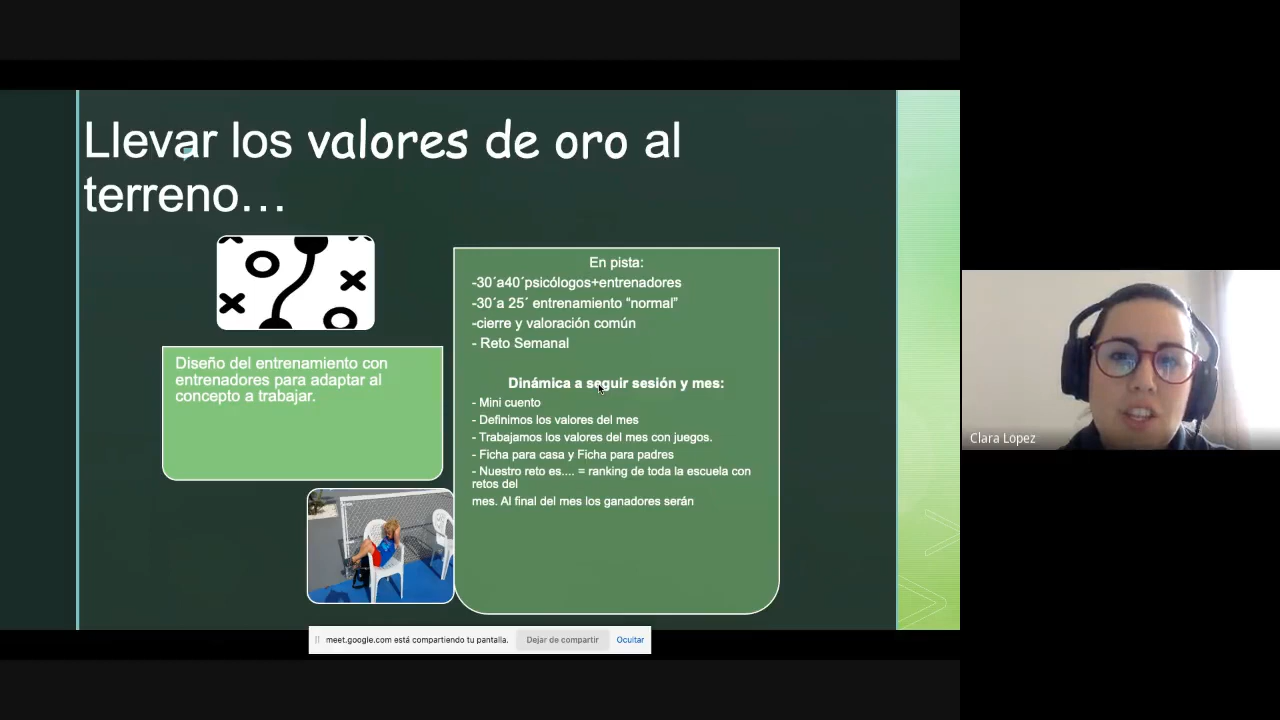 Llevar los valores de oro al
terreno…
Diseño del entrenamiento con
entrenadores para adaptar al
concepto a trabajar.
En pista:
-30´a40´psicólogos+entrenadores
-30´a 25´ entrenamiento “normal”
-cierre y valoración común
- Reto Semanal
Dinámica a seguir sesión y mes:
- Mini cuento
- Definimos los valores del mes
- Trabajamos los valores del mes con juegos.
- Ficha para casa y Ficha para padres
- Nuestro reto es.... = ranking de toda la escuela con
retos del
mes. Al final del mes los ganadores serán
meet.google.com está compartiendo tu pantalla.
Dejar de compartir
Ocultar
Clara López